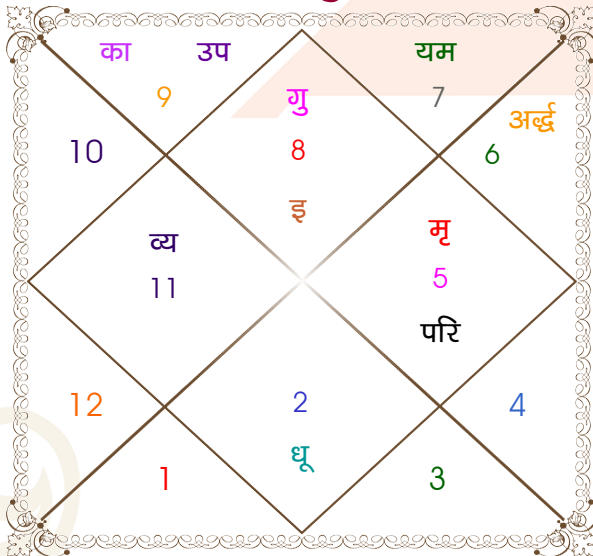 का उप यम
9 गु 7
अर्द्ध
10 8 6
इ
व्य मृ
11 5
परि
12 2 4
धू
1 3